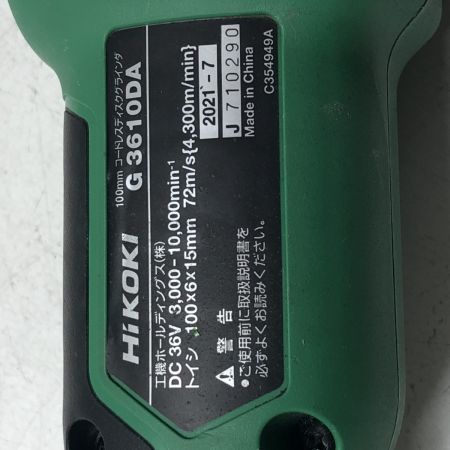 100mm コードレスディスクグラインダ
HiKOKI G 3610DA
工機ホールディングス(株)
DC 36V 3,000-10,000min⁻¹
トイシ 100×6×15mm 72m/s{4,300m/min}
⚠ 警 告
●ご使用前に取扱説明書を
必ずよくお読みください。
2021-7
J 710290
Made in China
C354949A